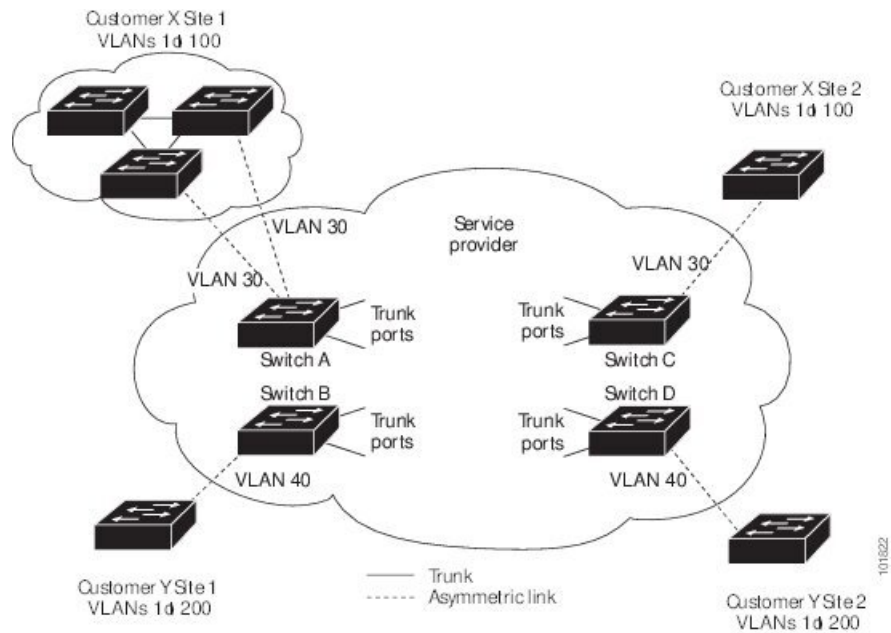 Customer X Site 1
VLANs 1 to 100
Customer X Site 2
VLANs 1 to 100
VLAN 30
Service
provider
VLAN 30
VLAN 30
Trunk
ports
Trunk
ports
Switch A
Switch C
Switch B
Switch D
Trunk
ports
Trunk
ports
VLAN 40
VLAN 40
Customer Y Site 1
VLANs 1 to 200
Trunk
Asymmetric link
Customer Y Site 2
VLANs 1 to 200
101822